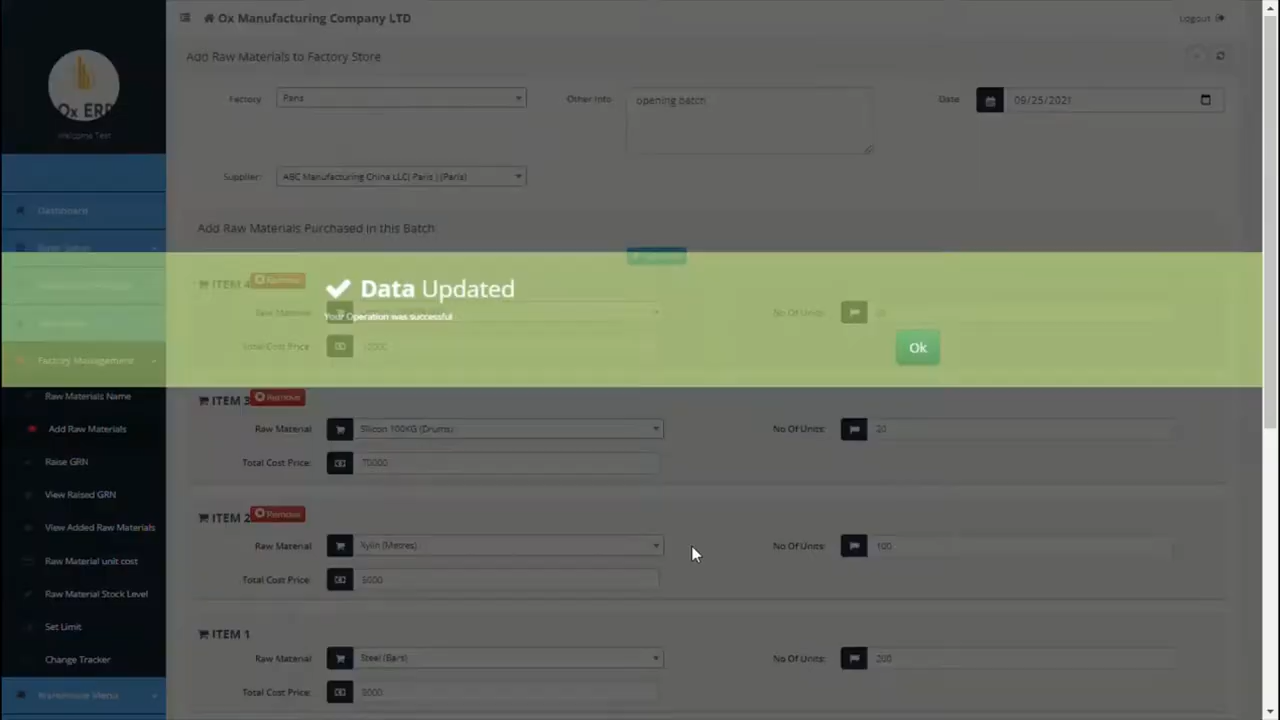 Ox Manufacturing Company LTD
Logout
Add Raw Materials to Factory Store
Ox ERP
Welcome Test
Factory
Paris
Other Info
opening batch
Date
09/25/2021
Supplier:
ABC Manufacturing China LLC( Paris ) (Paris)
Dashboard
Add Raw Materials Purchased in this Batch
ITEM 4
Remove
Data Updated
Your Operation was successful
Raw Material
No Of Units:
Total Cost Price
Ok
Factory Management
Raw Materials Name
Add Raw Materials
Raise GRN
View Raised GRN
View Added Raw Materials
Raw Material unit cost
Raw Material Stock Level
Set Limit
Change Tracker
ITEM 3
Remove
Raw Material
Silicon 100KG (Drums)
No Of Units:
20
Total Cost Price:
70000
ITEM 2
Remove
Raw Material
Xylin (Metres)
No Of Units:
100
Total Cost Price:
5000
ITEM 1
Raw Material
Steel (Bars)
No Of Units:
200
Total Cost Price:
8000